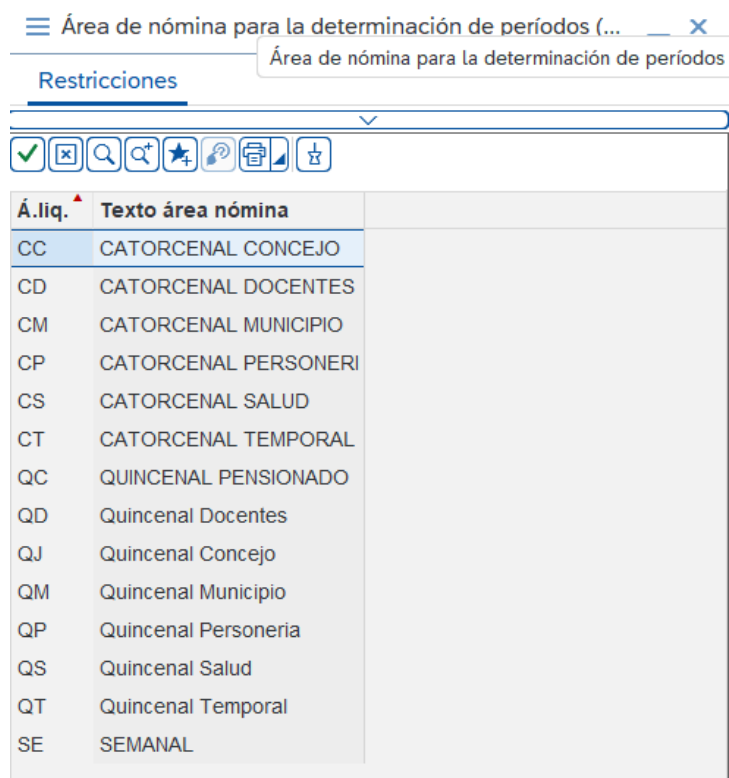 Área de nómina para la determinación de períodos (...
Área de nómina para la determinación de períodos
Restricciones
Á.liq. Texto área nómina
CC CATORCENAL CONCEJO
CD CATORCENAL DOCENTES
CM CATORCENAL MUNICIPIO
CP CATORCENAL PERSONERI
CS CATORCENAL SALUD
CT CATORCENAL TEMPORAL
QC QUINCENAL PENSIONADO
QD Quincenal Docentes
QJ Quincenal Concejo
QM Quincenal Municipio
QP Quincenal Personeria
QS Quincenal Salud
QT Quincenal Temporal
SE SEMANAL